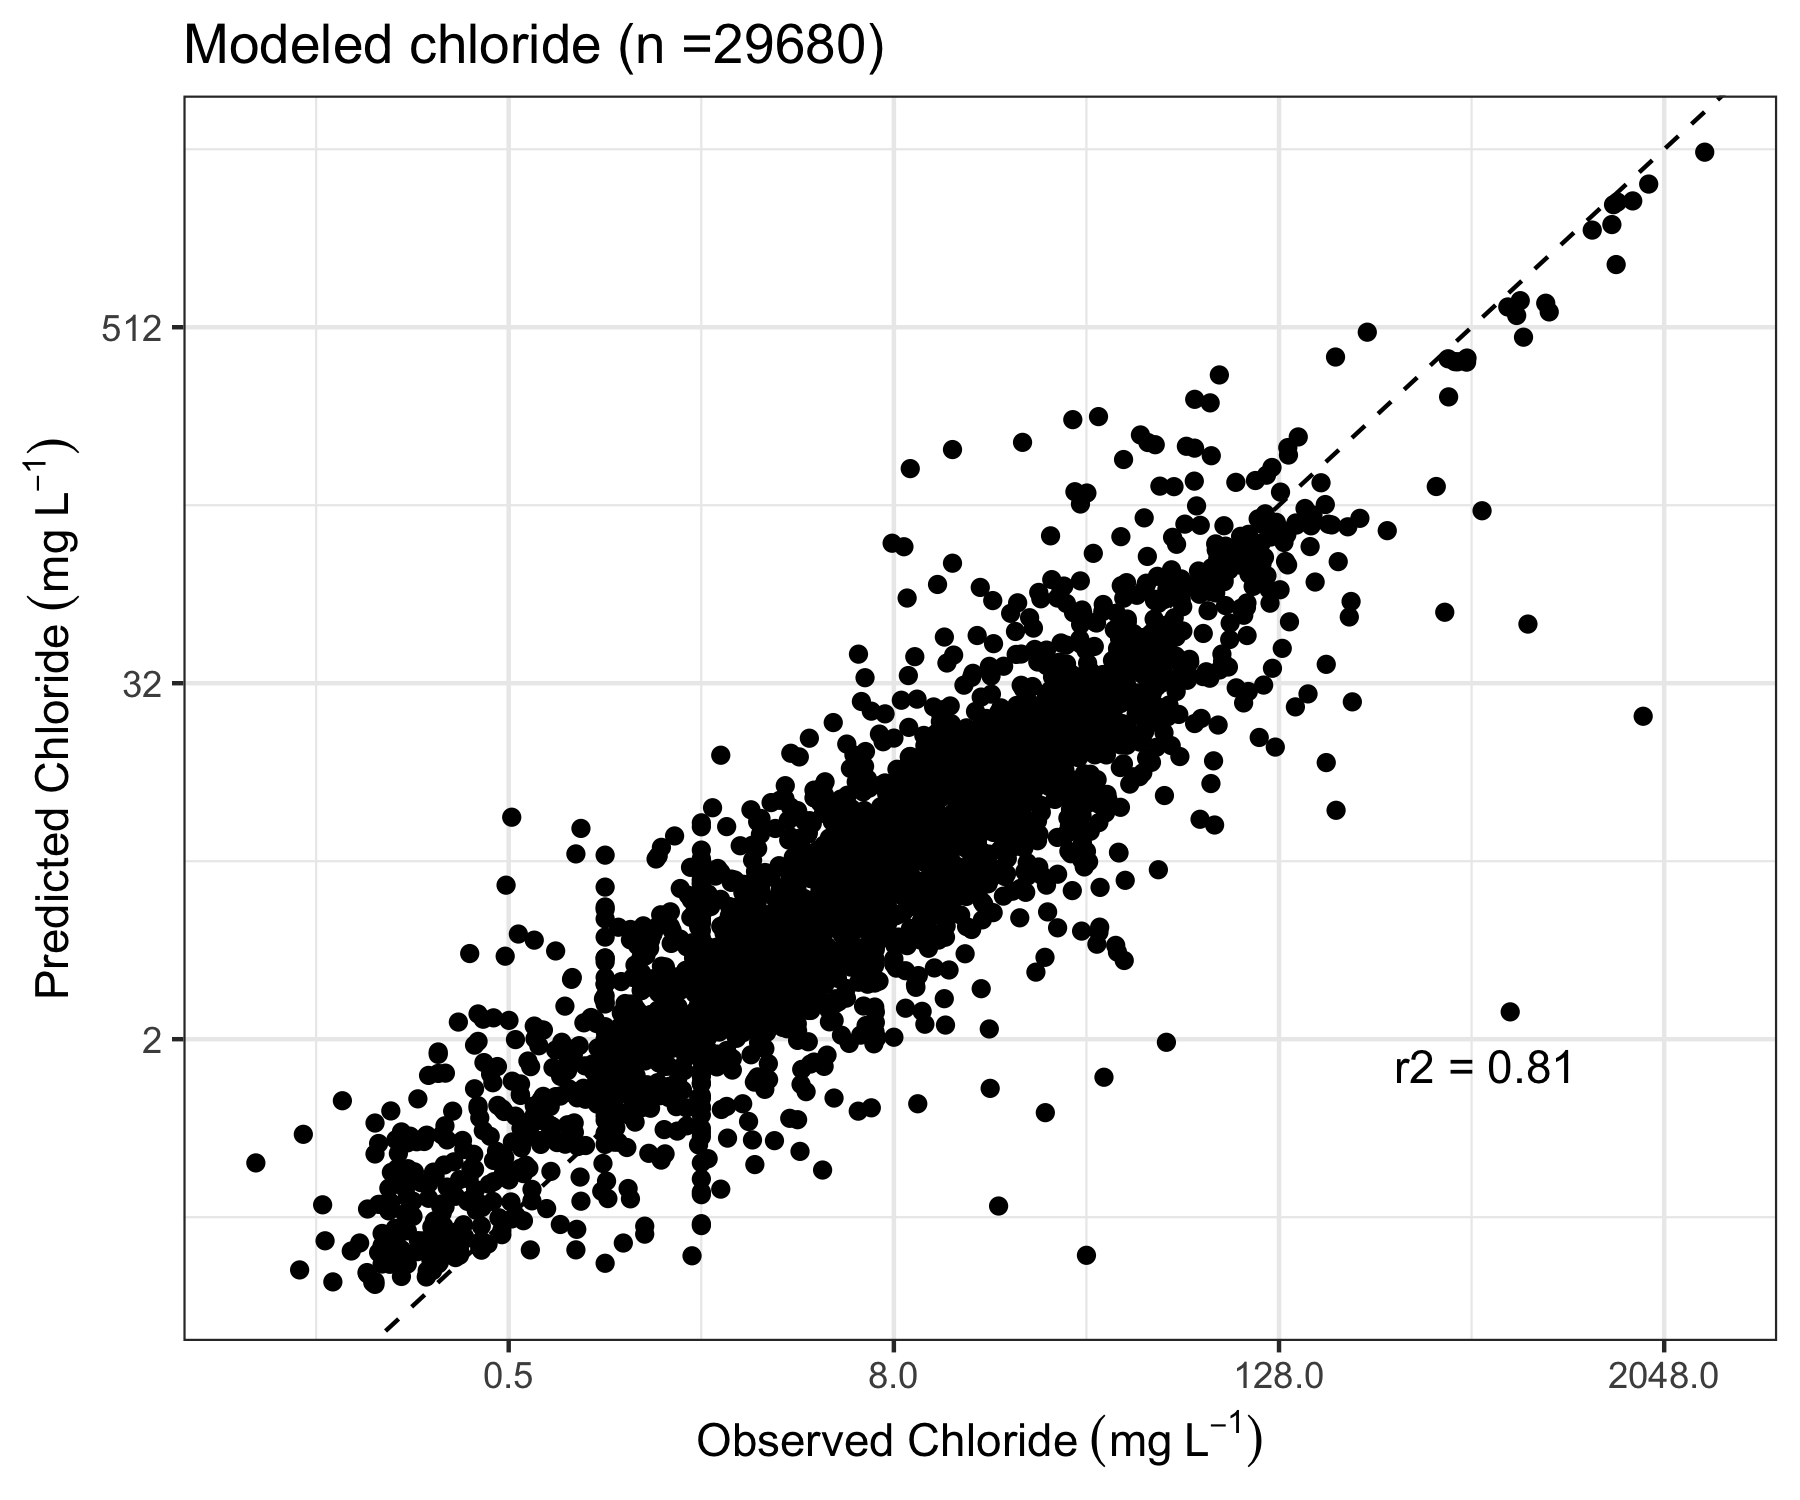 Modeled chloride (n =29680)
Predicted Chloride (mg L⁻¹)
512
32
2
r2 = 0.81
0.5 8.0 128.0 2048.0
Observed Chloride (mg L⁻¹)